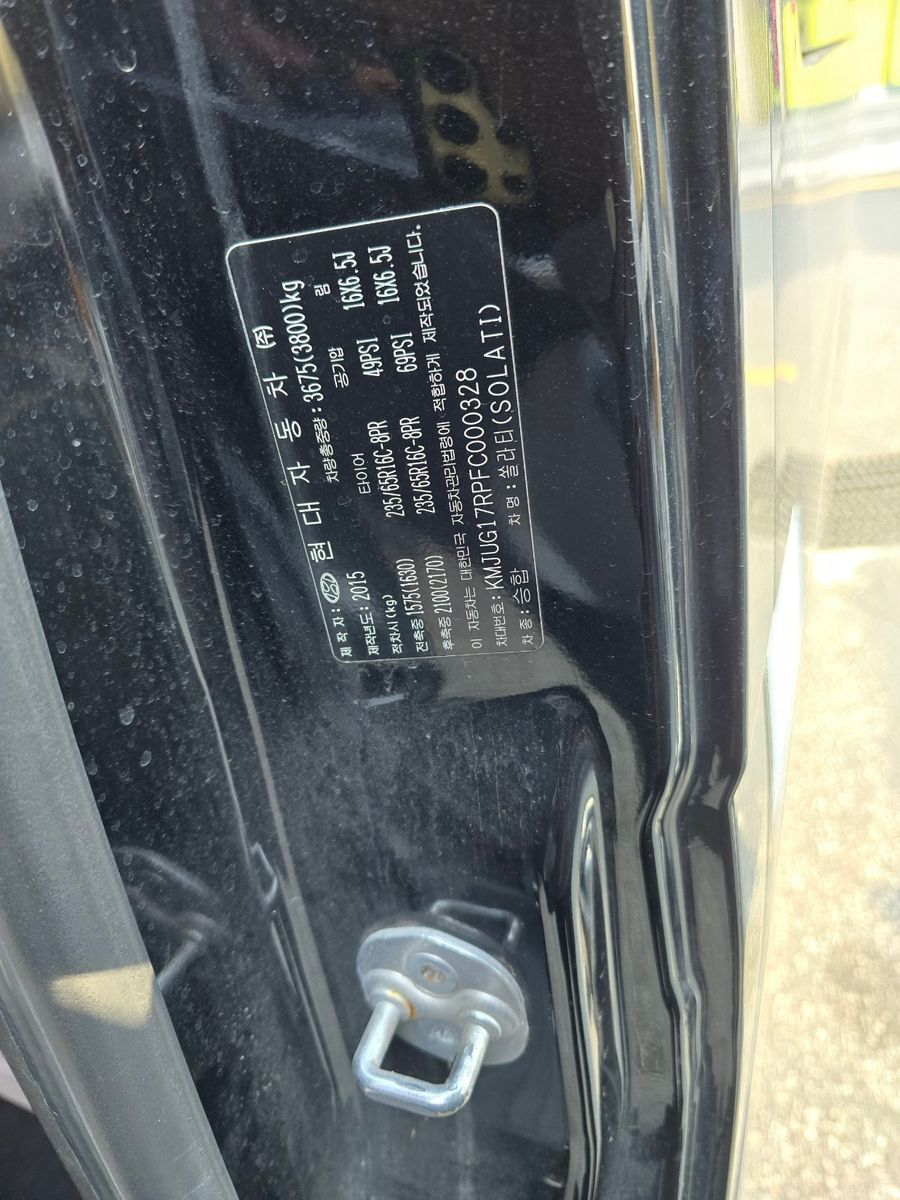 제 작 자: 현 대 자 동 차 (주)
제작년도: 2015 차량총중량: 3675(3800)kg
적차시(kg) 타이어 공기압 림
전축중 1575(1630) 235/65R16C-8PR 49PSI 16X6.5J
후축중 2100(2170) 235/65R16C-8PR 69PSI 16X6.5J
이 자동차는 대한민국 자동차관리법령에 적합하게 제작되었습니다.
차대번호: KMJUG17RPFC000328
차 종: 승합 차 명: 쏠라티(SOLATI)